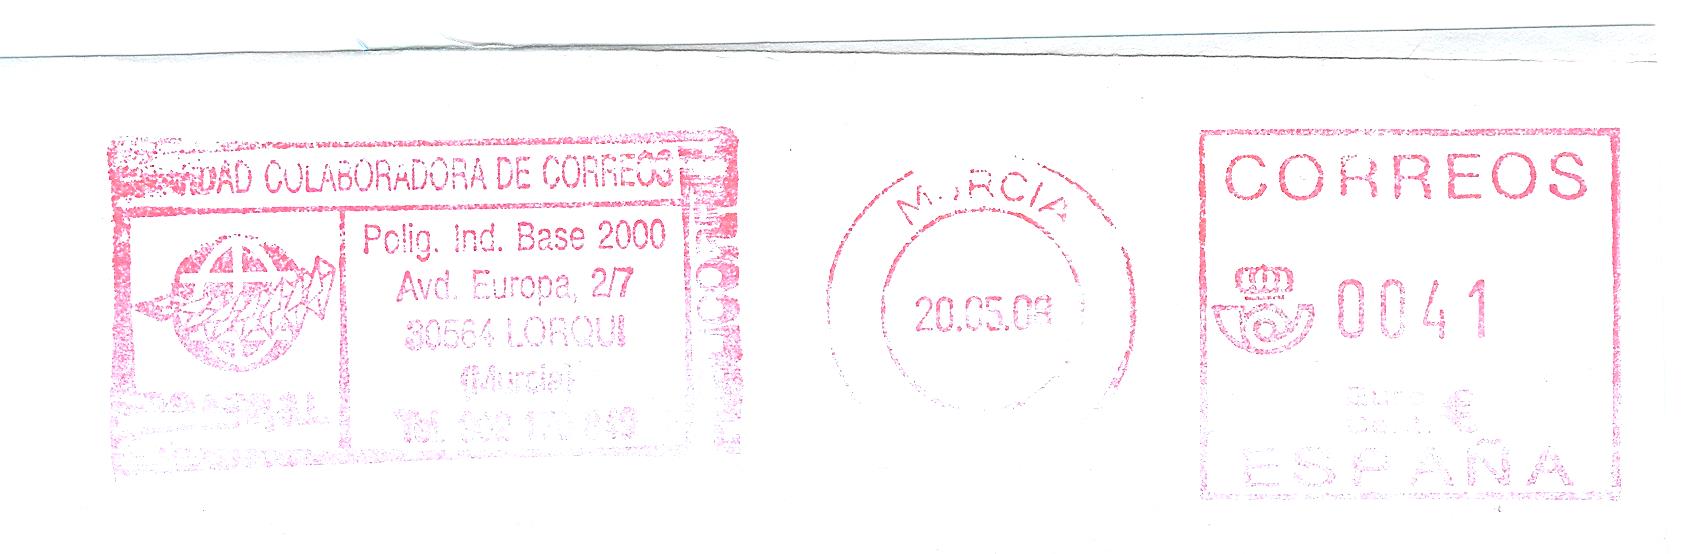 COLABORADORA DE CORREOS
Polig. Ind. Base 2000
Avd. Europa, 2/7
30564 LORQUI
(Murcia)
MURCIA
20.05.09
CORREOS
0041
Euro €
ESPAÑA